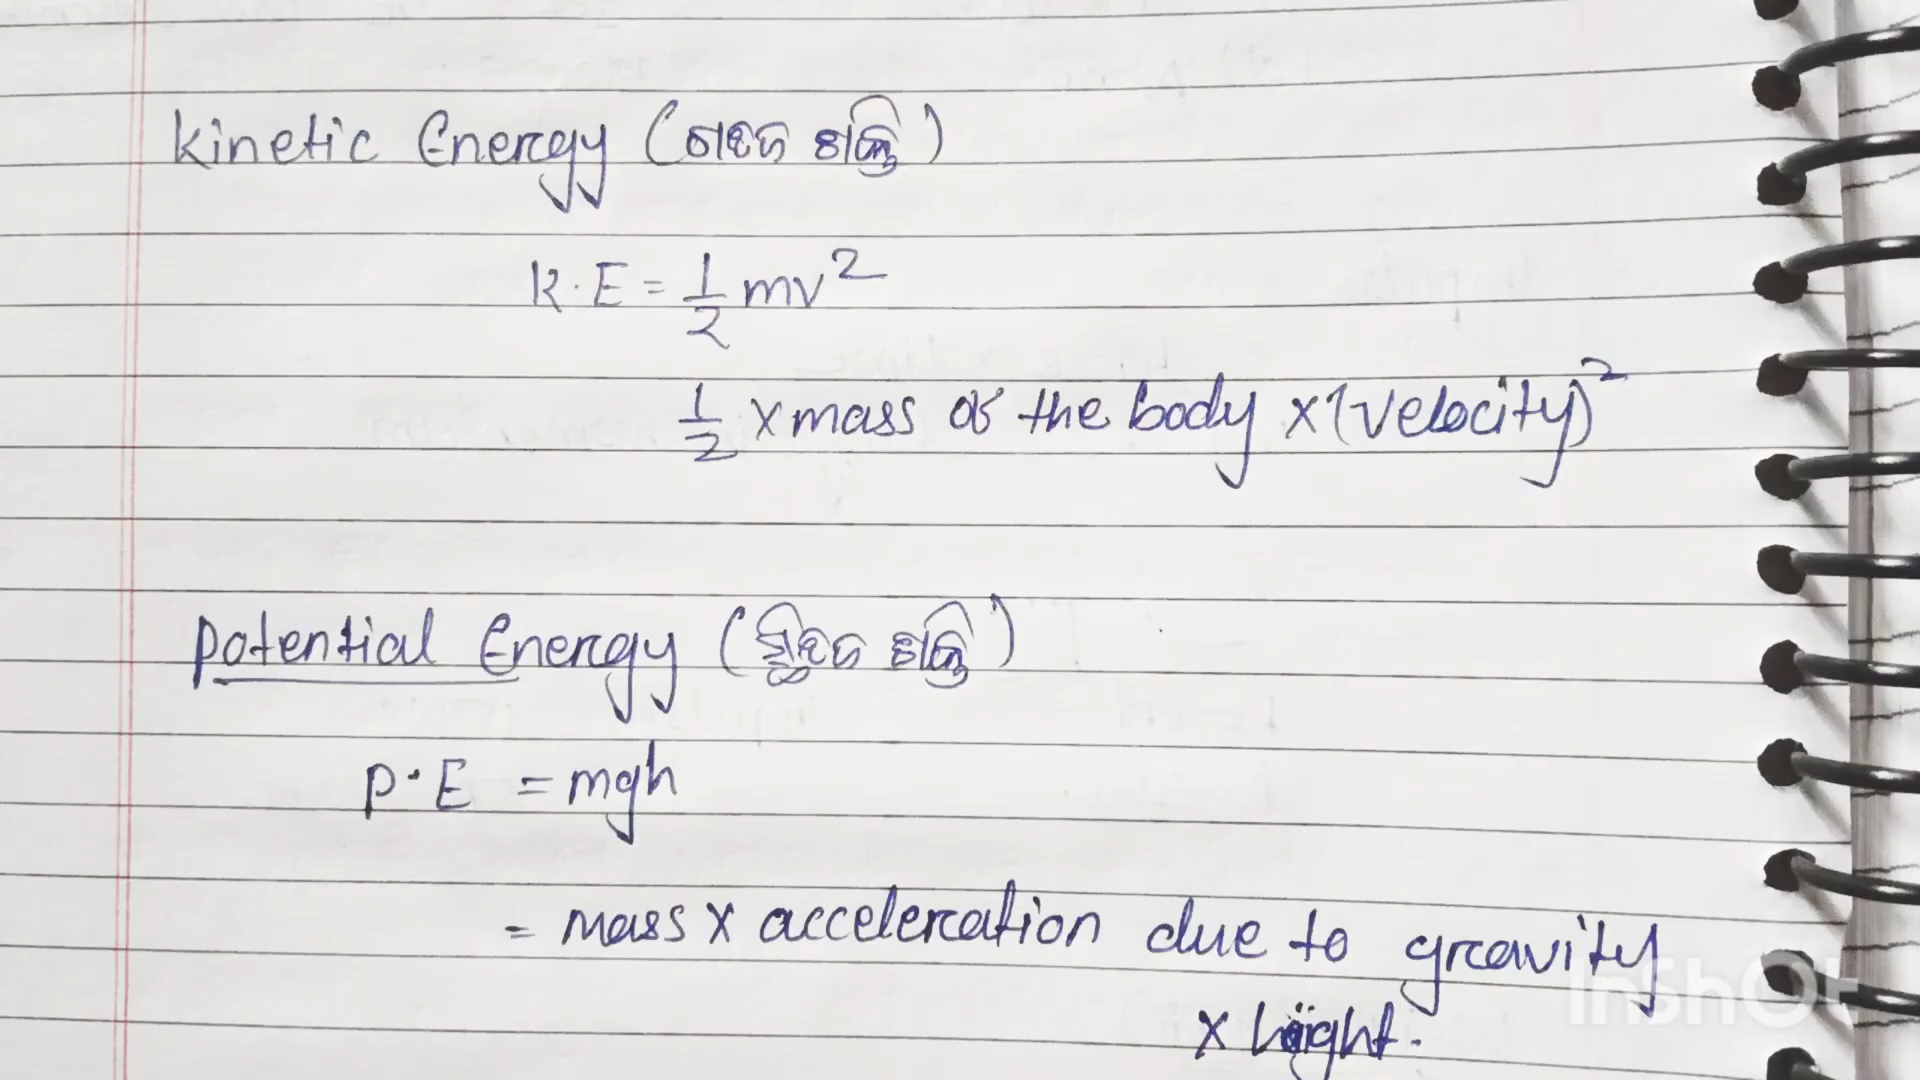 Kinetic Energy (ଗତିଜ ଶକ୍ତି)
K.E = 1/2 mv²
1/2 x mass of the body x (velocity)²
Potential Energy (ସ୍ଥିତିଜ ଶକ୍ତି)
P.E = mgh
= mass x acceleration due to gravity
x height.
InShOt